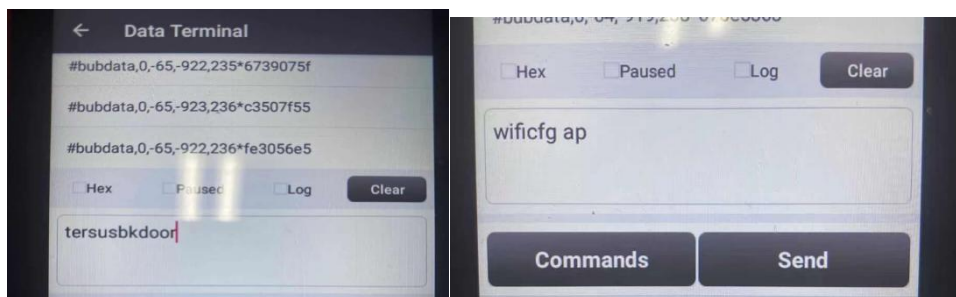 ← Data Terminal
#bubdata,0,-65,-922,235*6739075f
#bubdata,0,-65,-923,236*c3507f55
#bubdata,0,-65,-922,236*fe3056e5
Hex Paused Log Clear
tersusbkdoor
Hex Paused Log Clear
wificfg ap
Commands Send